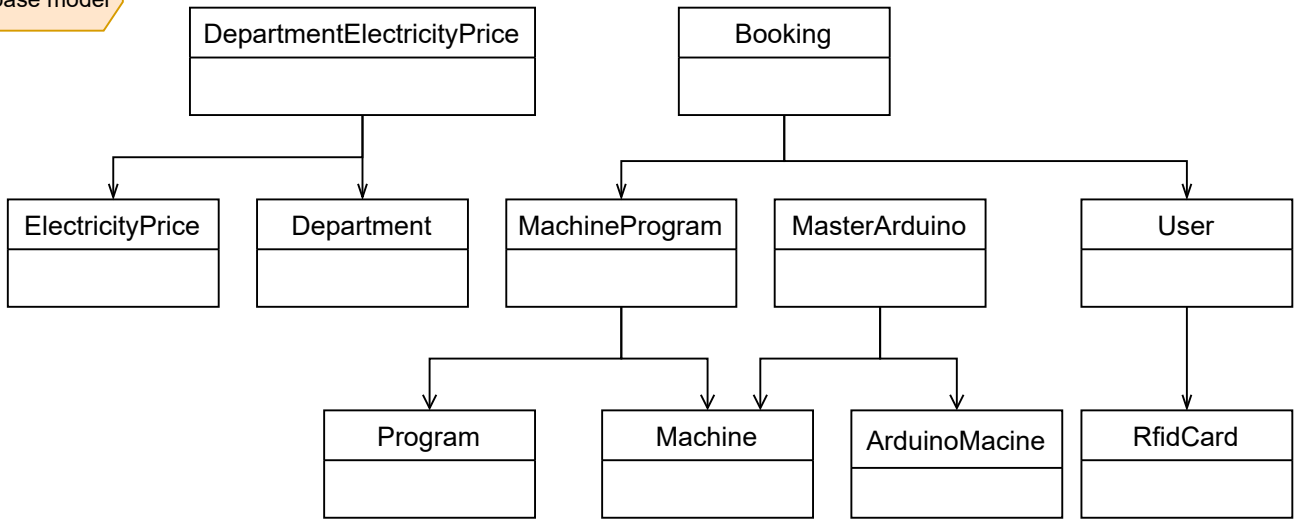 base model
DepartmentElectricityPrice
Booking
ElectricityPrice
Department
MachineProgram
MasterArduino
User
Program
Machine
ArduinoMacine
RfidCard